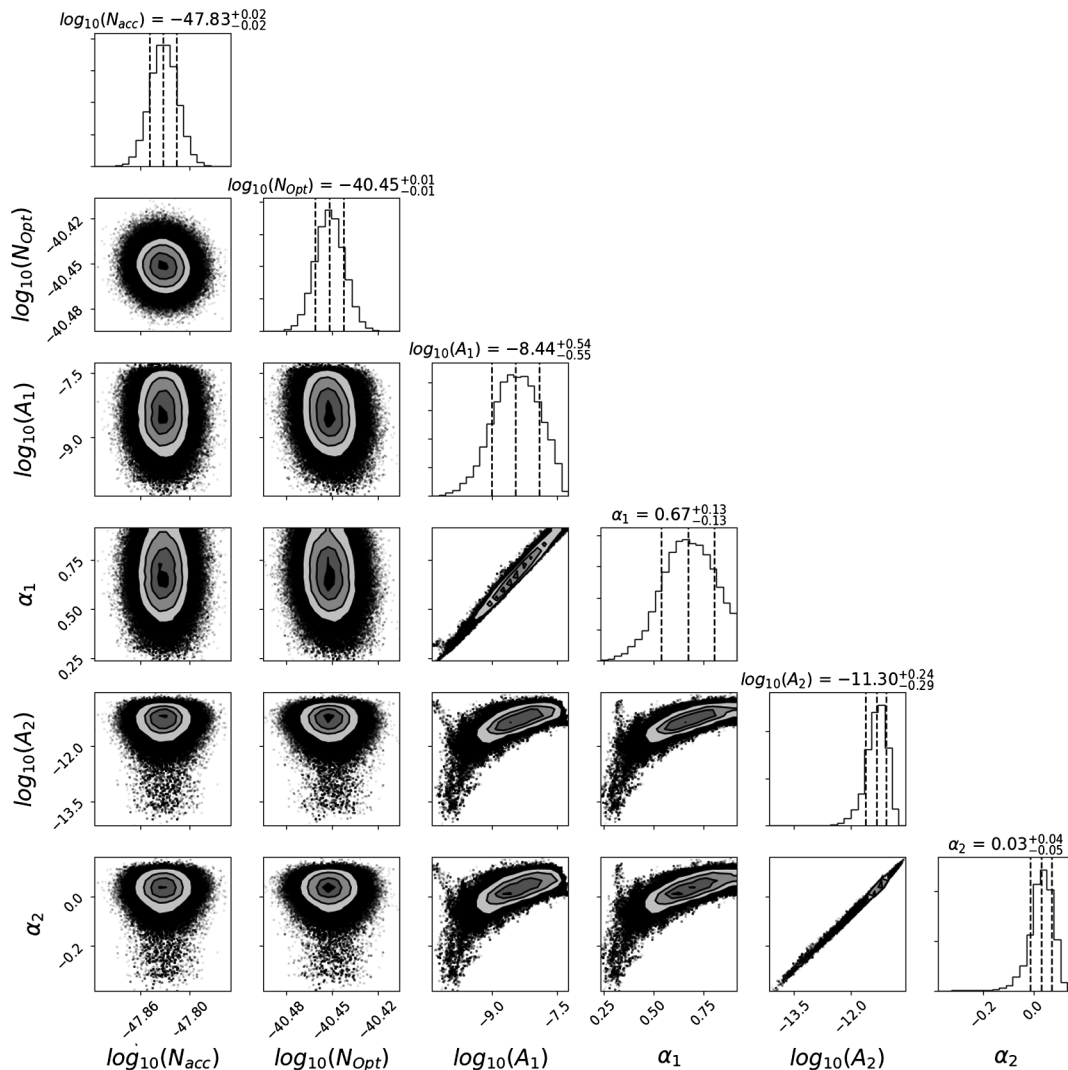 log₁₀(N_acc) = −47.83 +0.02 −0.02
log₁₀(N_Opt) = −40.45 +0.01 −0.01
log₁₀(N_Opt)
−40.42
−40.45
−40.48
log₁₀(A₁) = −8.44 +0.54 −0.55
log₁₀(A₁)
−7.5
−9.0
α₁ = 0.67 +0.13 −0.13
α₁
0.75
0.50
0.25
log₁₀(A₂) = −11.30 +0.24 −0.29
log₁₀(A₂)
−12.0
−13.5
α₂ = 0.03 +0.04 −0.05
α₂
0.0
−0.2
−47.86 −47.80 −40.48 −40.45 −40.42 −9.0 −7.5 0.25 0.50 0.75 −13.5 −12.0 −0.2 0.0
log₁₀(N_acc) log₁₀(N_Opt) log₁₀(A₁) α₁ log₁₀(A₂) α₂